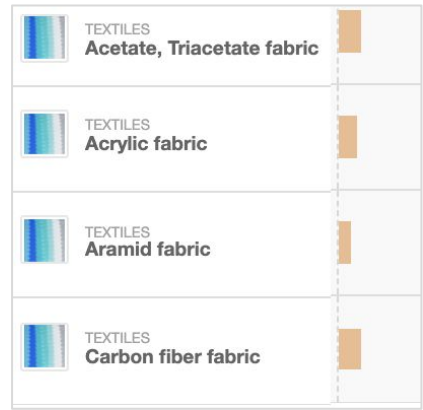 TEXTILES
Acetate, Triacetate fabric
TEXTILES
Acrylic fabric
TEXTILES
Aramid fabric
TEXTILES
Carbon fiber fabric